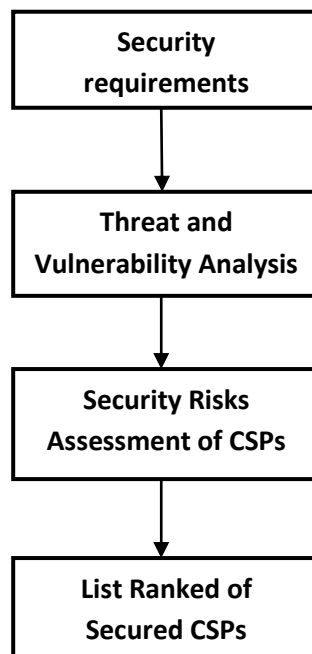 Security
requirements
Threat and
Vulnerability Analysis
Security Risks
Assessment of CSPs
List Ranked of
Secured CSPs